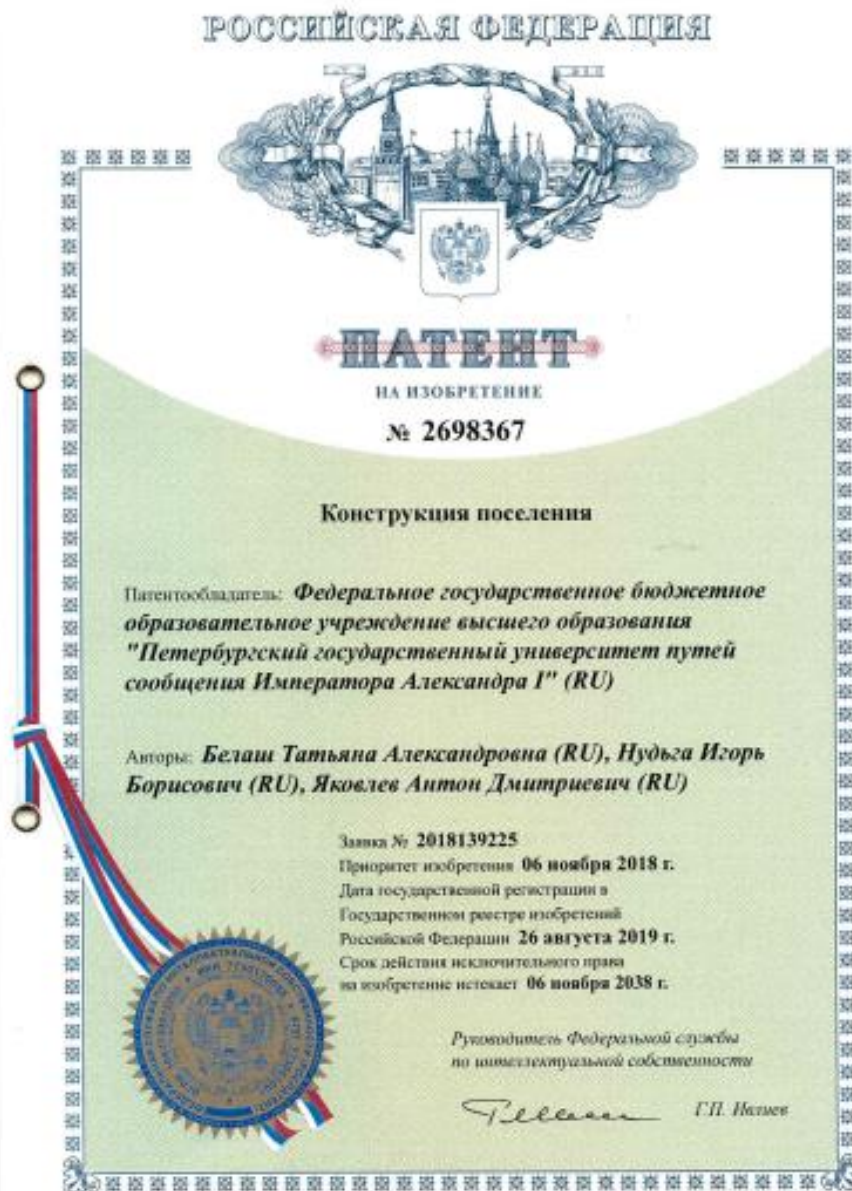 РОССИЙСКАЯ ФЕДЕРАЦИЯ
ПАТЕНТ
НА ИЗОБРЕТЕНИЕ
№ 2698367
Конструкция поселения
Патентообладатель: Федеральное государственное бюджетное
образовательное учреждение высшего образования
"Петербургский государственный университет путей
сообщения Императора Александра I" (RU)
Авторы: Белаш Татьяна Александровна (RU), Нудьга Игорь
Борисович (RU), Яковлев Антон Дмитриевич (RU)
Заявка № 2018139225
Приоритет изобретения 06 ноября 2018 г.
Дата государственной регистрации в
Государственном реестре изобретений
Российской Федерации 26 августа 2019 г.
Срок действия исключительного права
на изобретение истекает 06 ноября 2038 г.
Руководитель Федеральной службы
по интеллектуальной собственности
Г.П. Ивлиев